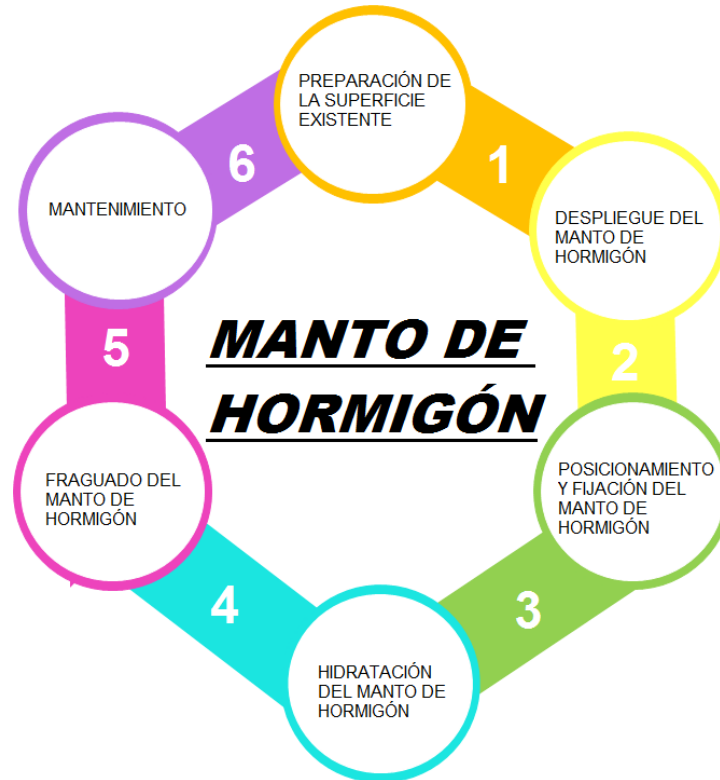 PREPARACIÓN DE
LA SUPERFICIE
EXISTENTE
1
DESPLIEGUE DEL
MANTO DE
HORMIGÓN
2
POSICIONAMIENTO
Y FIJACIÓN DEL
MANTO DE
HORMIGÓN
3
HIDRATACIÓN
DEL MANTO DE
HORMIGÓN
4
FRAGUADO DEL
MANTO DE
HORMIGÓN
5
MANTENIMIENTO
6
MANTO DE
HORMIGÓN